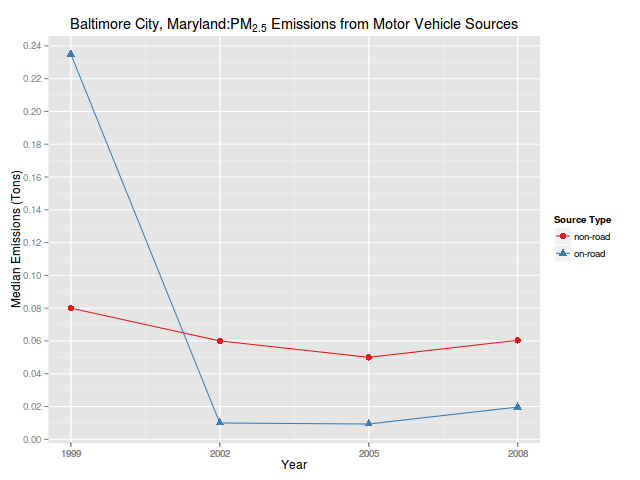 Baltimore City, Maryland:PM2.5 Emissions from Motor Vehicle Sources
Median Emissions (Tons)
0.24
0.22
0.20
0.18
0.16
0.14
0.12
0.10
0.08
0.06
0.04
0.02
0.00
1999 2002 2005 2008
Year
Source Type
non-road
on-road